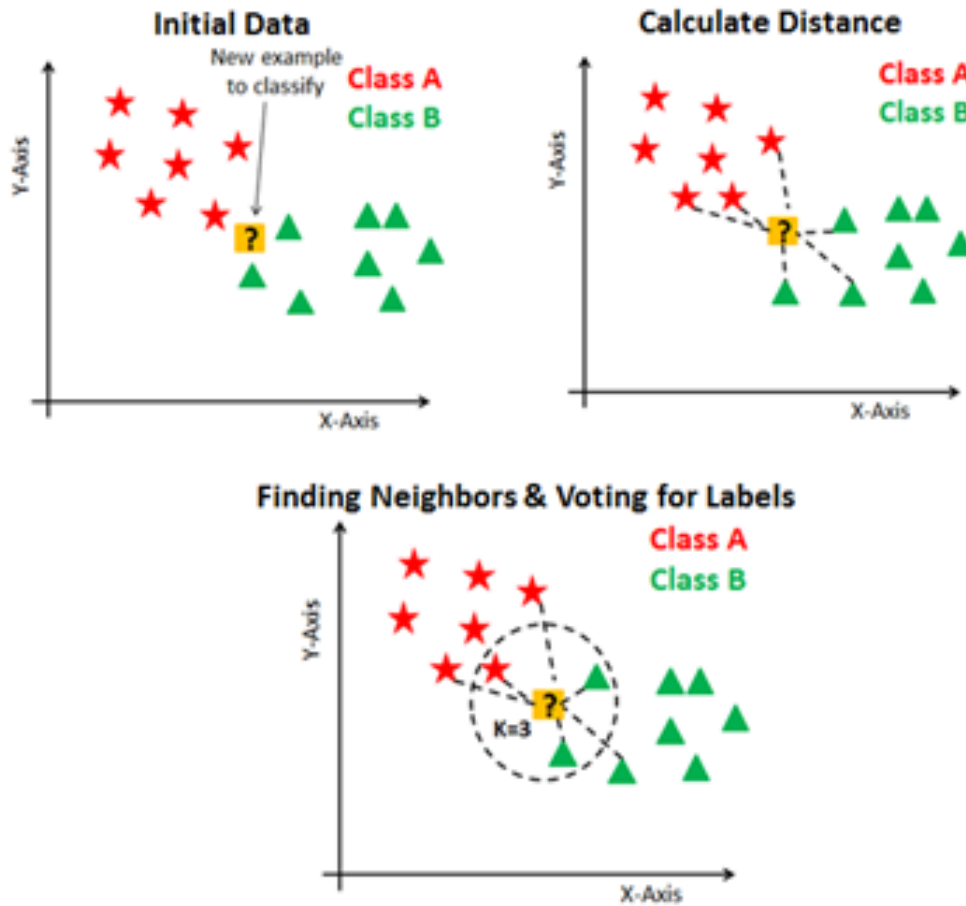 Initial Data
New example
to classify
Class A
Class B
?
Y-Axis
X-Axis
Calculate Distance
Class A
Class B
?
Y-Axis
X-Axis
Finding Neighbors & Voting for Labels
Class A
Class B
?
K=3
Y-Axis
X-Axis